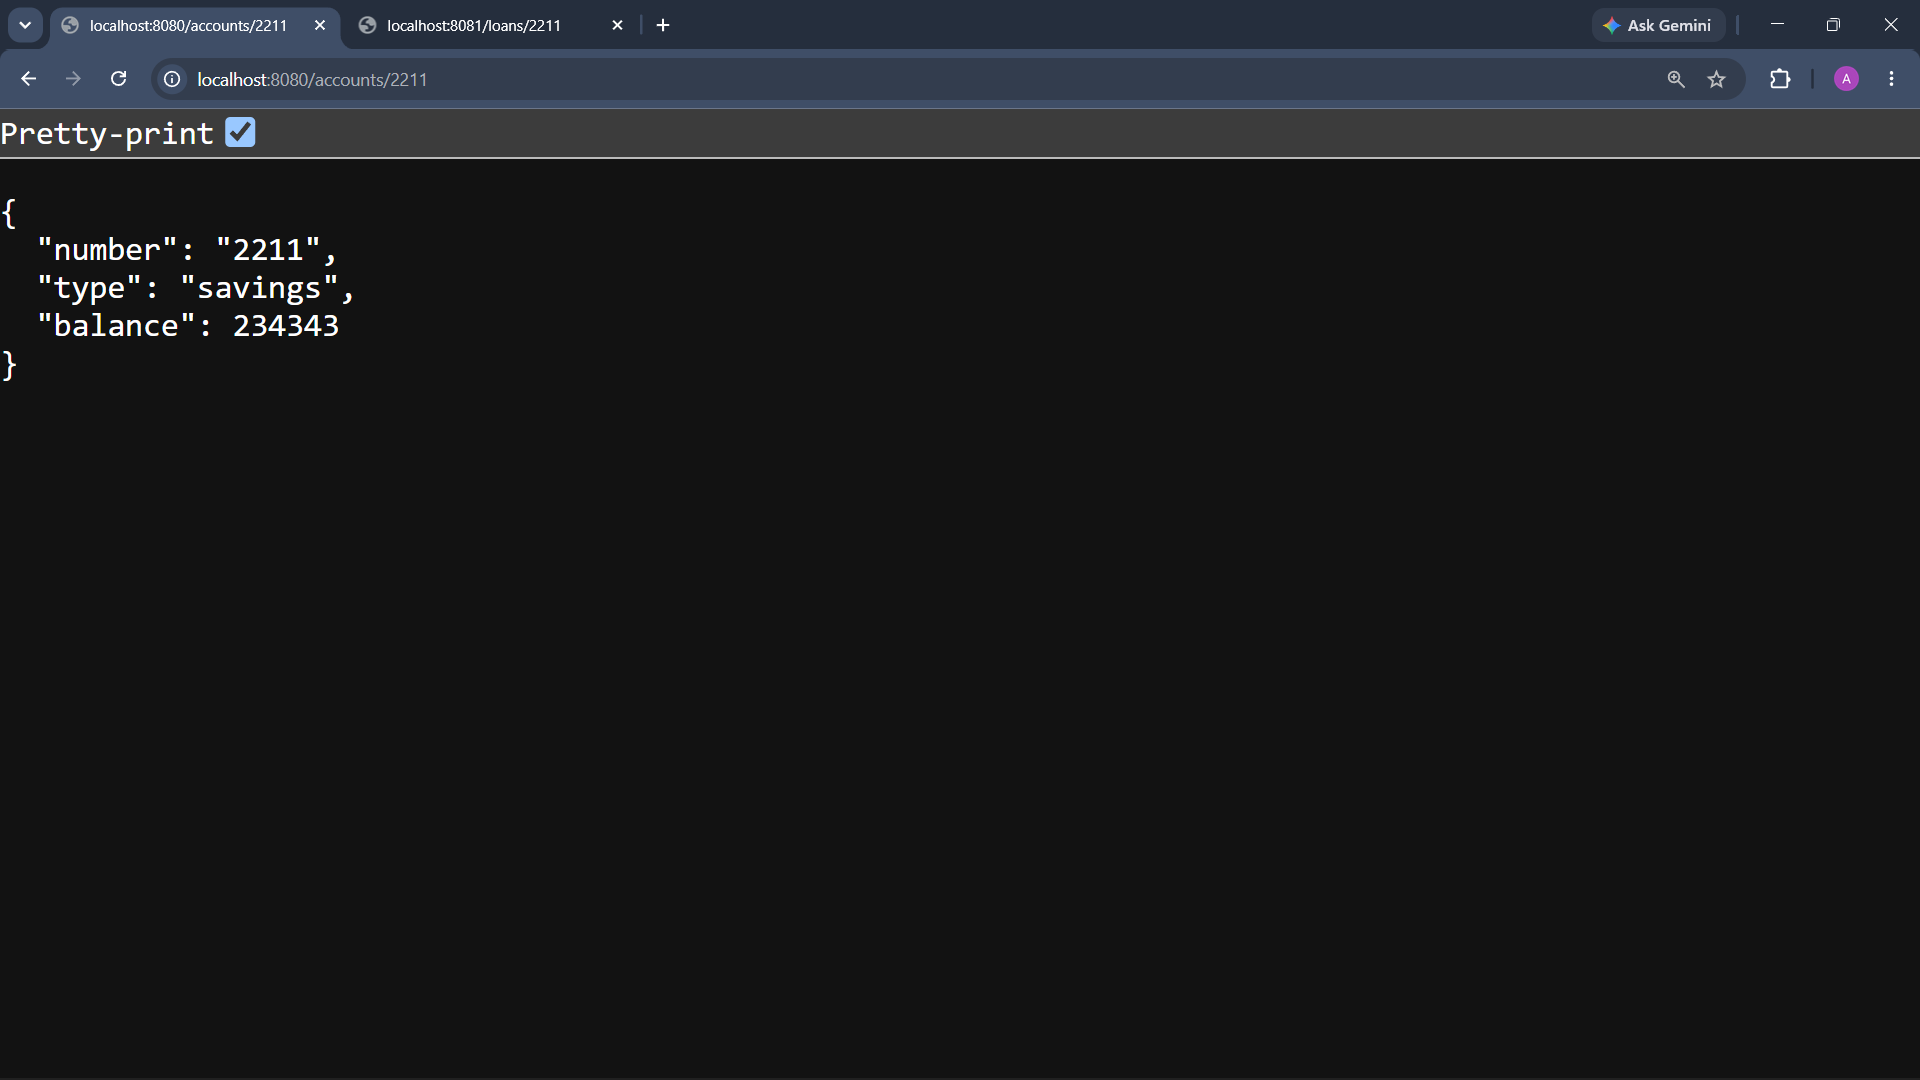 localhost:8080/accounts/2211
localhost:8081/loans/2211
Ask Gemini
localhost:8080/accounts/2211
A
Pretty-print
{
  "number": "2211",
  "type": "savings",
  "balance": 234343
}